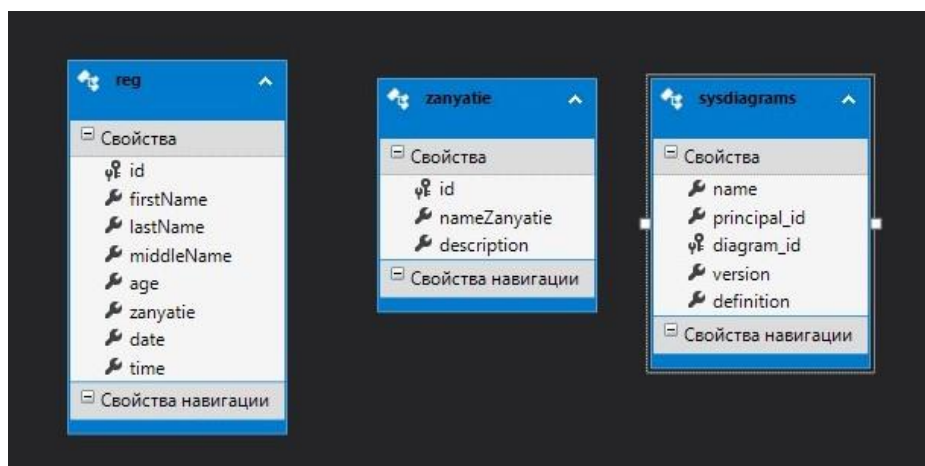 reg
Свойства
id
firstName
lastName
middleName
age
zanyatie
date
time
Свойства навигации
zanyatie
Свойства
id
nameZanyatie
description
Свойства навигации
sysdiagrams
Свойства
name
principal_id
diagram_id
version
definition
Свойства навигации